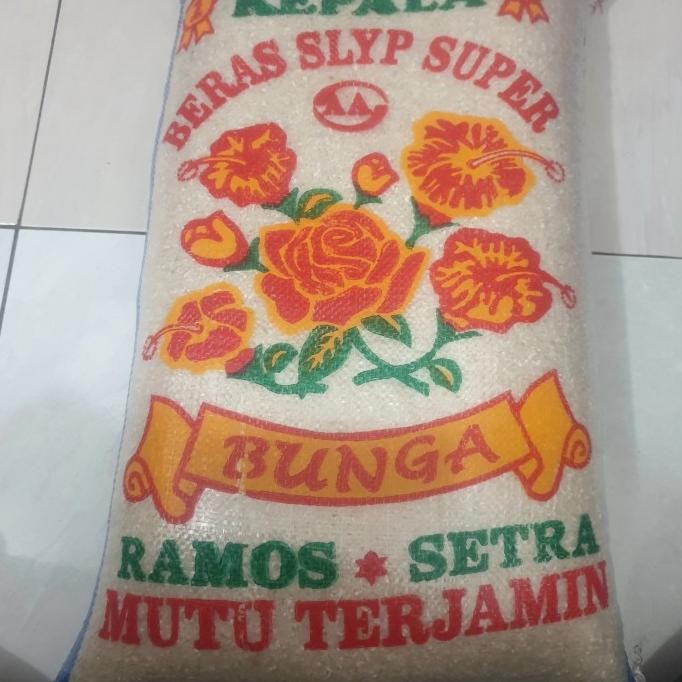 KEPALA
BERAS SLYP SUPER
AA
BUNGA
RAMOS * SETRA
MUTU TERJAMIN